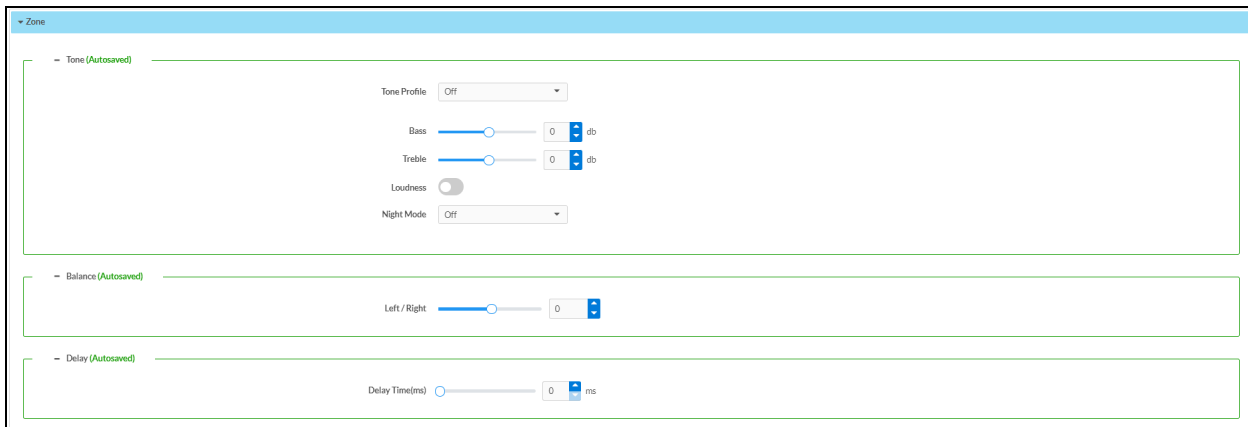 Zone
Tone (Autosaved)
Tone Profile Off
Bass 0 db
Treble 0 db
Loudness
Night Mode Off
Balance (Autosaved)
Left / Right 0
Delay (Autosaved)
Delay Time(ms) 0 ms